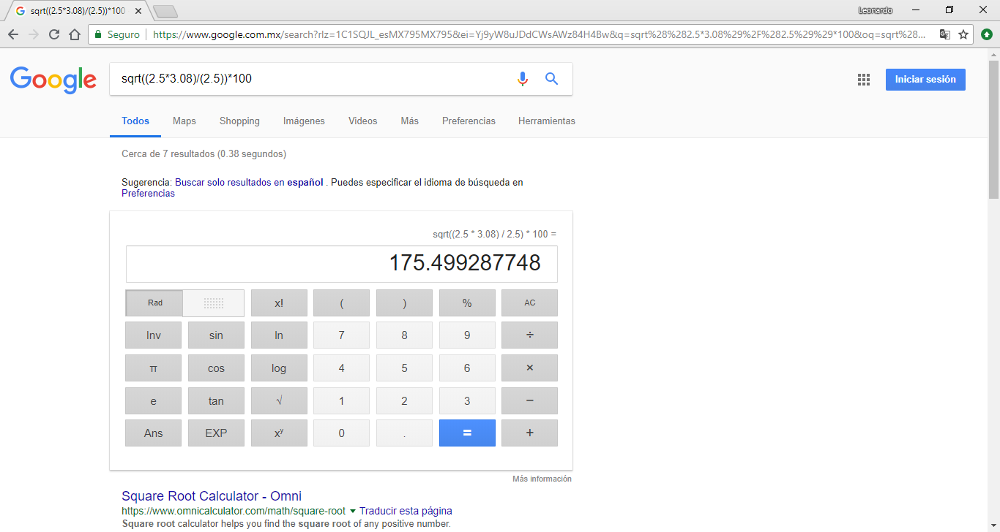 sqrt((2.5*3.08)/(2.5))*100
Leonardo
Seguro
https://www.google.com.mx/search?rlz=1C1SQJL_esMX795MX795&ei=Yj9yW8uJDdCWsAWz84H4Bw&q=sqrt%28%282.5*3.08%29%2F%282.5%29%29*100&oq=sqrt%28...
Google
sqrt((2.5*3.08)/(2.5))*100
Iniciar sesión
Todos Maps Shopping Imágenes Videos Más Preferencias Herramientas
Cerca de 7 resultados (0.38 segundos)
Sugerencia: Buscar solo resultados en español . Puedes especificar el idioma de búsqueda en
Preferencias
sqrt((2.5 * 3.08) / 2.5) * 100 =
175.499287748
Rad x! ( ) % AC
Inv sin ln 7 8 9 ÷
π cos log 4 5 6 ×
e tan √ 1 2 3 −
Ans EXP xʸ 0 . = +
Más información
Square Root Calculator - Omni
https://www.omnicalculator.com/math/square-root Traducir esta página
Square root calculator helps you find the square root of any positive number.